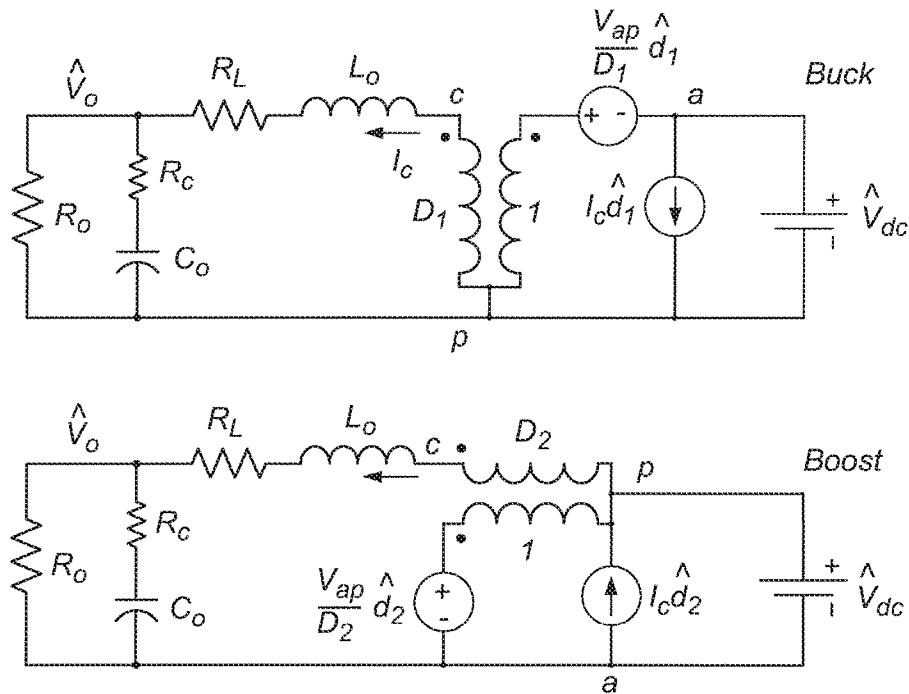 V̂o
RL
Lo
c
Vap/D1 d̂1
a
Buck
Ic
Rc
Ro
Co
D1
1
Ic d̂1
+
-
V̂dc
p
V̂o
RL
Lo
c
D2
p
Boost
Rc
Ro
Co
1
Vap/D2 d̂2
+
-
Ic d̂2
+
-
V̂dc
a